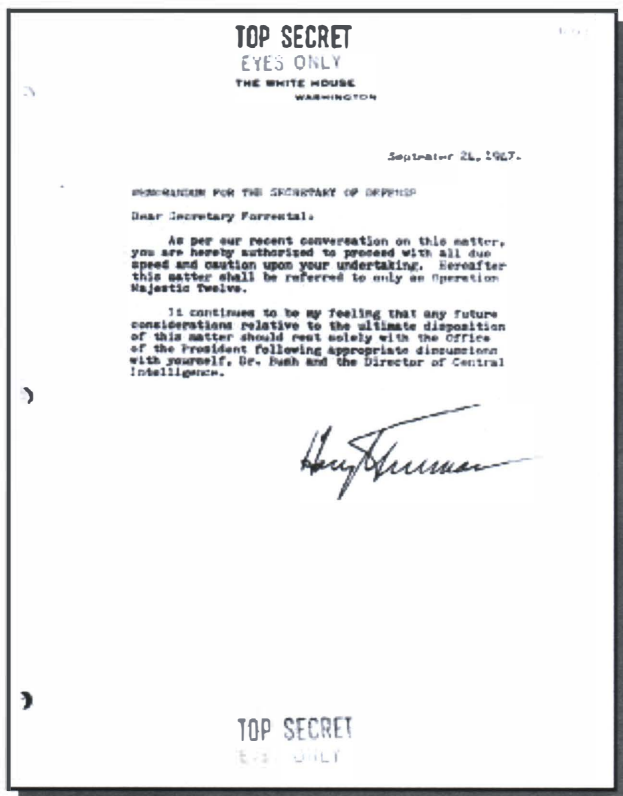 TOP SECRET
EYES ONLY
THE WHITE HOUSE
WASHINGTON
September 24, 1947.
MEMORANDUM FOR THE SECRETARY OF DEFENSE
Dear Secretary Forrestal:
As per our recent conversation on this matter,
you are hereby authorized to proceed with all due
speed and caution upon your undertaking. Hereafter
this matter shall be referred to only as Operation
Majestic Twelve.
It continues to be my feeling that any future
considerations relative to the ultimate disposition
of this matter should rest solely with the Office
of the President following appropriate discussions
with yourself, Dr. Bush and the Director of Central
Intelligence.
Harry Truman
TOP SECRET
EYES ONLY